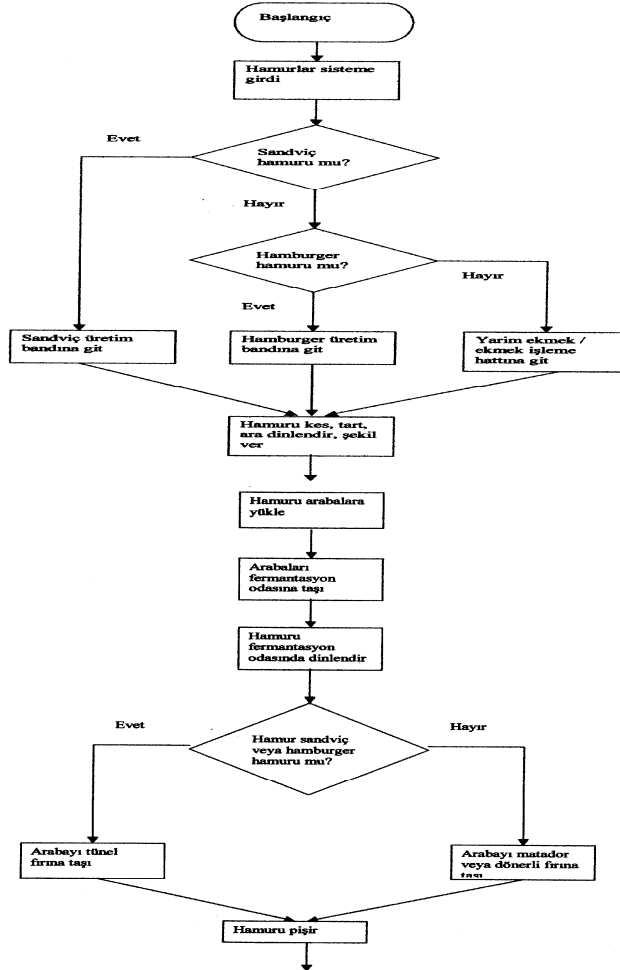 Başlangıç
Hamurlar sisteme
girdi
Evet
Sandviç
hamuru mu?
Hayır
Hamburger
hamuru mu?
Hayır
Evet
Sandviç üretim
bandına git
Hamburger üretim
bandına git
Yarim ekmek /
ekmek işleme
hattına git
Hamuru kes, tart,
ara dinlendir, şekil
ver
Hamuru arabalara
yükle
Arabaları
fermantasyon
odasına taşı
Hamuru
fermantasyon
odasında dinlendir
Evet
Hayır
Hamur sandviç
veya hamburger
hamuru mu?
Arabayı tünel
fırına taşı
Arabayı matador
veya dönerli fırına
taşı
Hamuru pişir